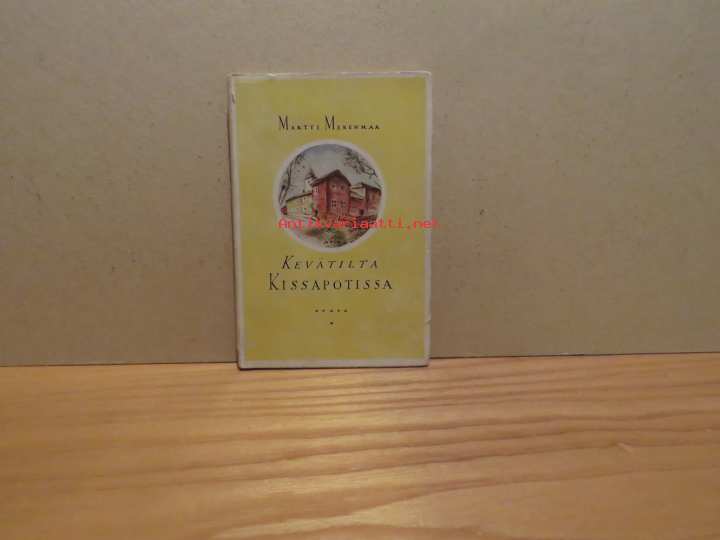 MARTTI MERENMAA
Antikvariaatti.net
KEVÄTILTA
KISSAPOTISSA